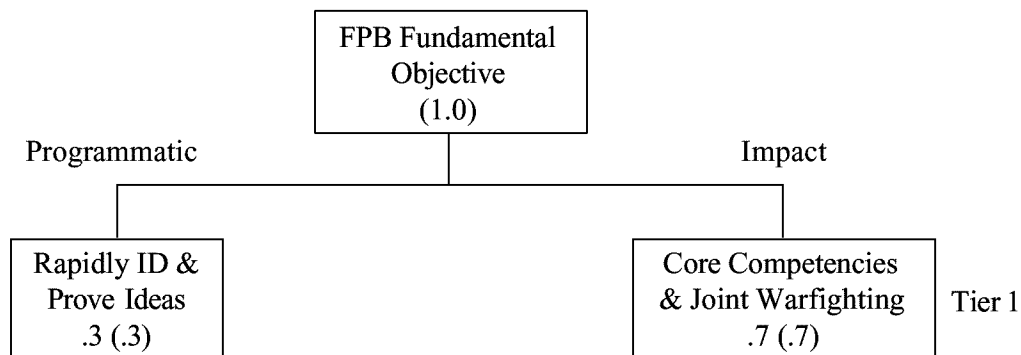 FPB Fundamental
Objective
(1.0)
Programmatic
Impact
Rapidly ID &
Prove Ideas
.3 (.3)
Core Competencies
& Joint Warfighting
.7 (.7)
Tier 1